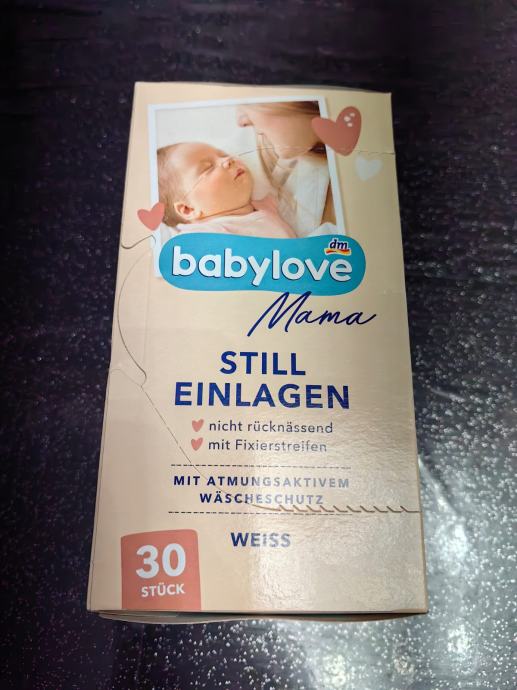 dm
babylove
Mama
STILL
EINLAGEN
nicht rücknässend
mit Fixierstreifen
MIT ATMUNGSAKTIVEM
WÄSCHESCHUTZ
WEISS
30
STÜCK